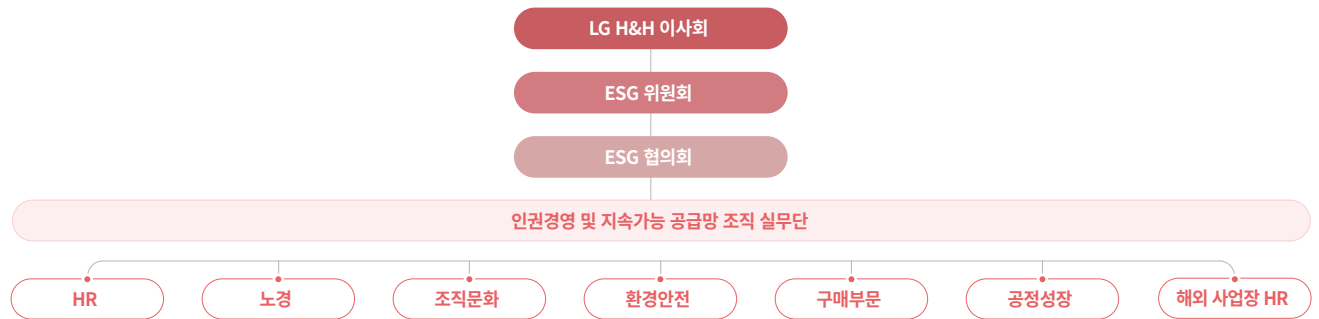 LG H&H 이사회
ESG 위원회
ESG 협의회
인권경영 및 지속가능 공급망 조직 실무단
HR
노경
조직문화
환경안전
구매부문
공정성장
해외 사업장 HR